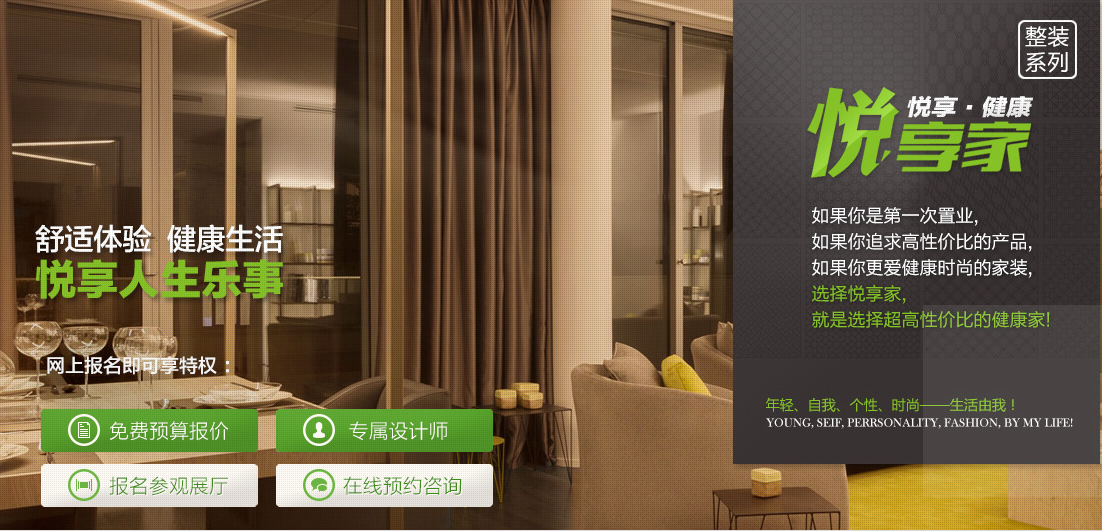 舒适体验 健康生活
悦享人生乐事
网上报名即可享特权：
免费预算报价
专属设计师
报名参观展厅
在线预约咨询
整装
系列
悦享·健康
悦享家
如果你是第一次置业,
如果你追求高性价比的产品,
如果你更爱健康时尚的家装,
选择悦享家,
就是选择超高性价比的健康家!
年轻、自我、个性、时尚——生活由我！
YOUNG, SEIF, PERRSONALITY, FASHION, BY MY LIFE!